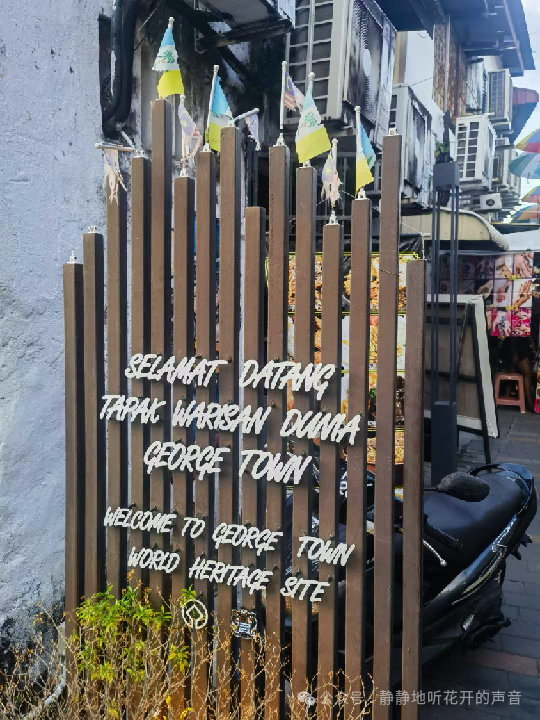 SELAMAT DATANG
TAPAK WARISAN DUNIA
GEORGE TOWN
WELCOME TO GEORGE TOWN
WORLD HERITAGE SITE
公众号 · 静静地听花开的声音